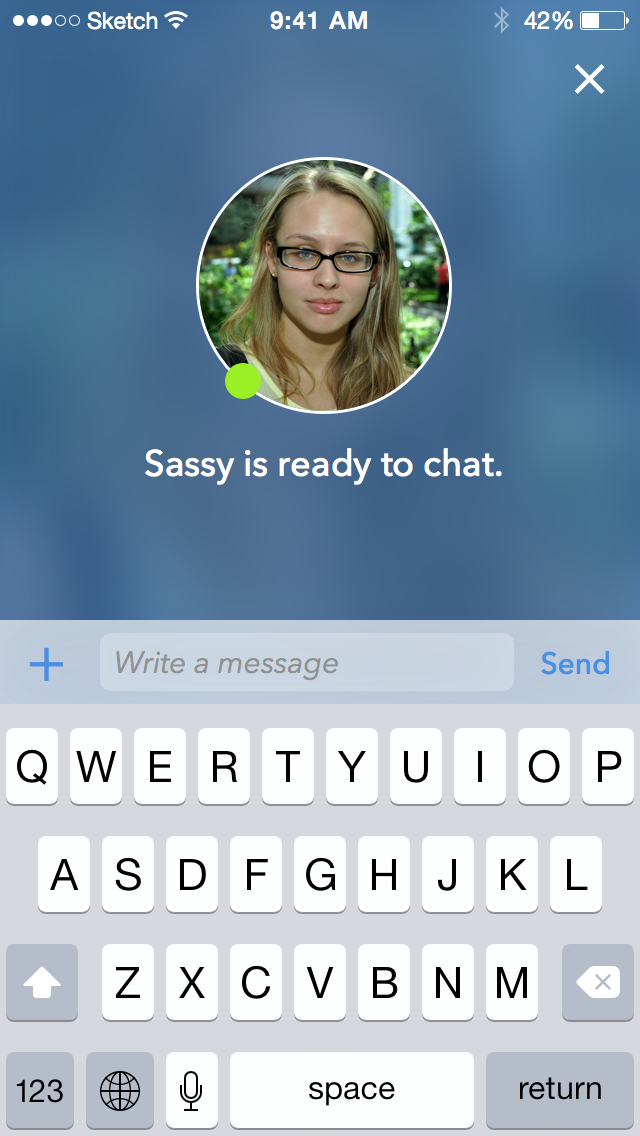 Sketch 9:41 AM 42%
Sassy is ready to chat.
Write a message Send
Q W E R T Y U I O P
A S D F G H J K L
Z X C V B N M
123 space return